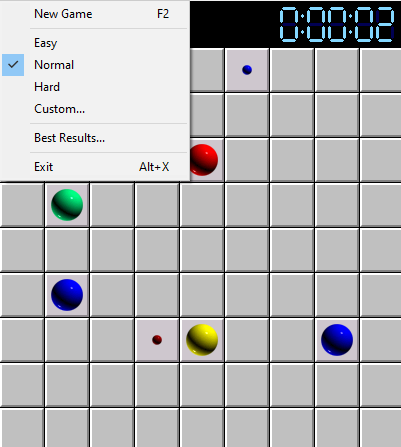 New Game F2
0:00:02
Easy
Normal
Hard
Custom...
Best Results...
Exit Alt+X